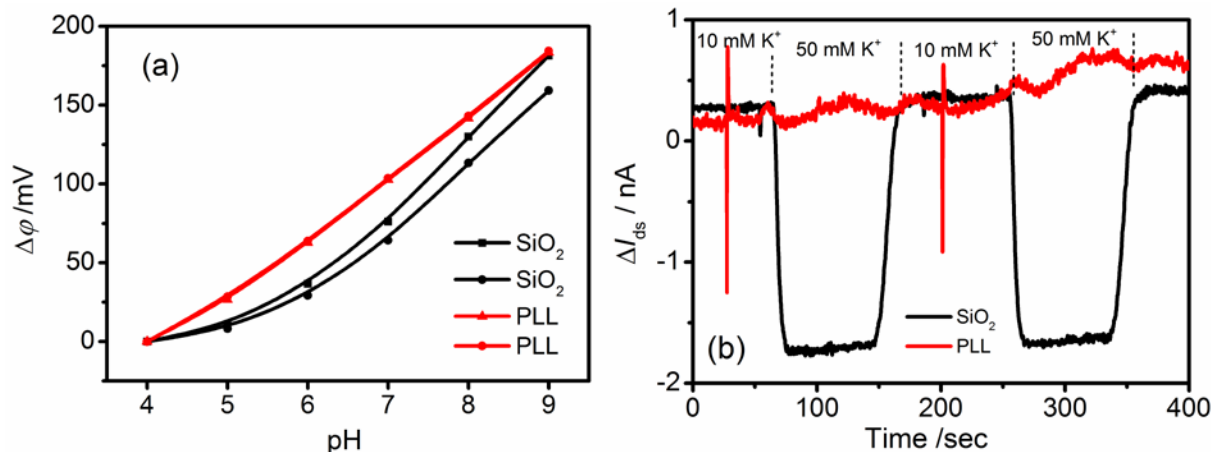 (a)
Δφ /mV
200
150
100
50
0
SiO₂
SiO₂
PLL
PLL
4 5 6 7 8 9
pH
ΔI_ds / nA
1
0
-1
-2
10 mM K⁺ 50 mM K⁺ 10 mM K⁺ 50 mM K⁺
(b)
SiO₂
PLL
0 100 200 300 400
Time /sec